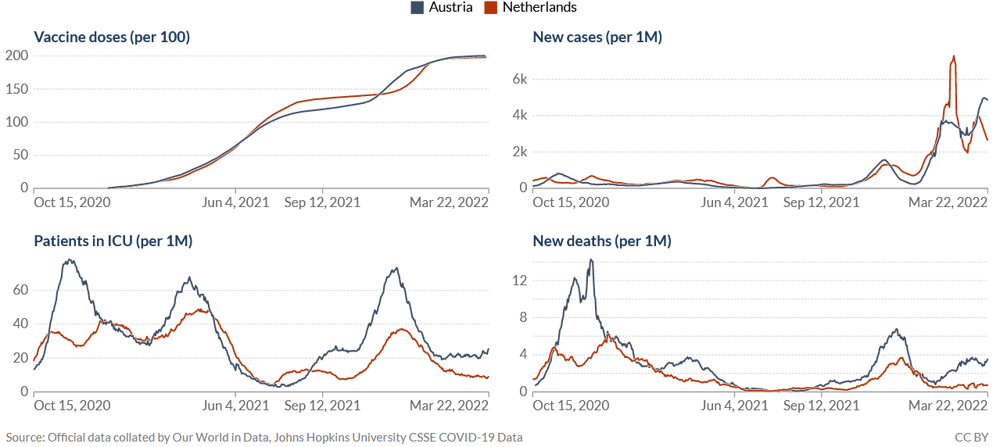 Austria Netherlands
Vaccine doses (per 100)
200
150
100
50
0
Oct 15, 2020 Jun 4, 2021 Sep 12, 2021 Mar 22, 2022
New cases (per 1M)
6k
4k
2k
0
Oct 15, 2020 Jun 4, 2021 Sep 12, 2021 Mar 22, 2022
Patients in ICU (per 1M)
60
40
20
0
Oct 15, 2020 Jun 4, 2021 Sep 12, 2021 Mar 22, 2022
New deaths (per 1M)
12
8
4
0
Oct 15, 2020 Jun 4, 2021 Sep 12, 2021 Mar 22, 2022
Source: Official data collated by Our World in Data, Johns Hopkins University CSSE COVID-19 Data CC BY